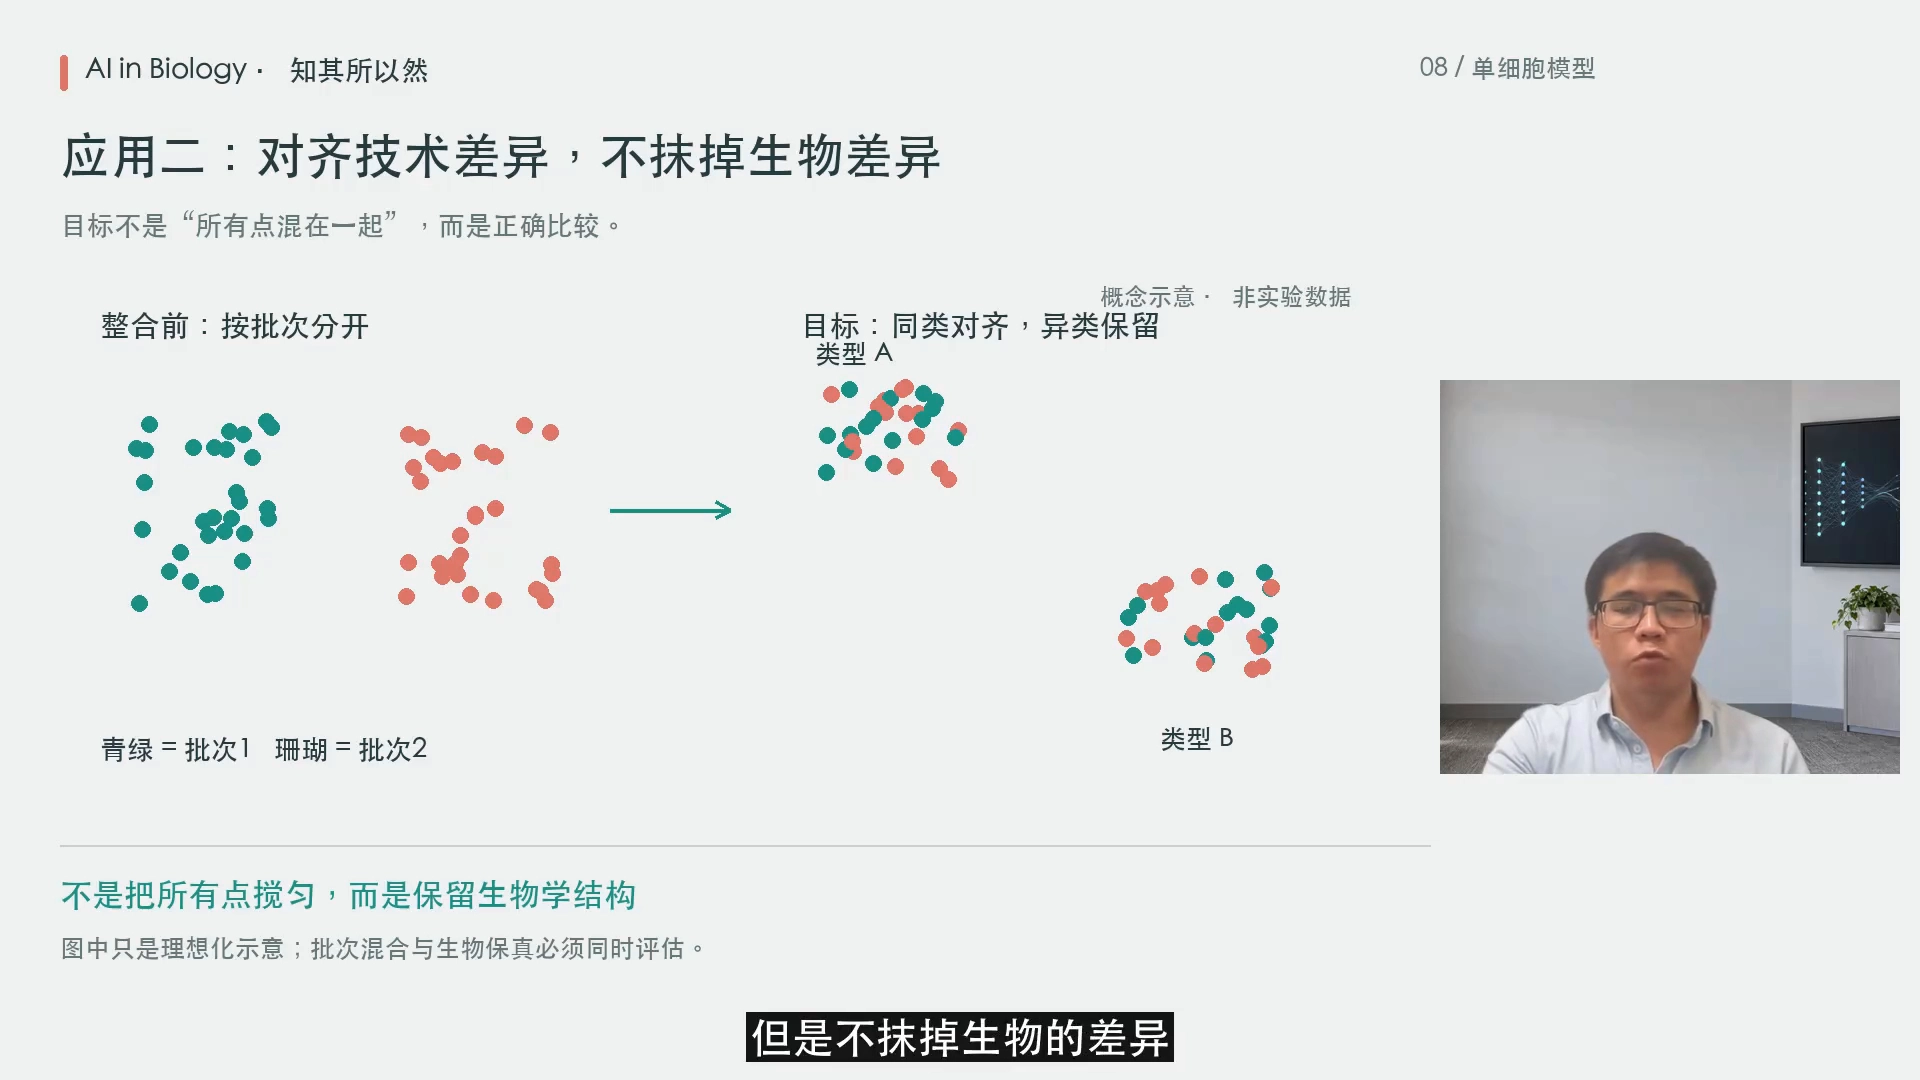 AI in Biology · 知其所以然
08 / 单细胞模型
应用二：对齐技术差异，不抹掉生物差异
目标不是“所有点混在一起”，而是正确比较。
概念示意 · 非实验数据
整合前：按批次分开
目标：同类对齐，异类保留
类型 A
类型 B
青绿 = 批次1 珊瑚 = 批次2
不是把所有点搅匀，而是保留生物学结构
图中只是理想化示意；批次混合与生物保真必须同时评估。
但是不抹掉生物的差异